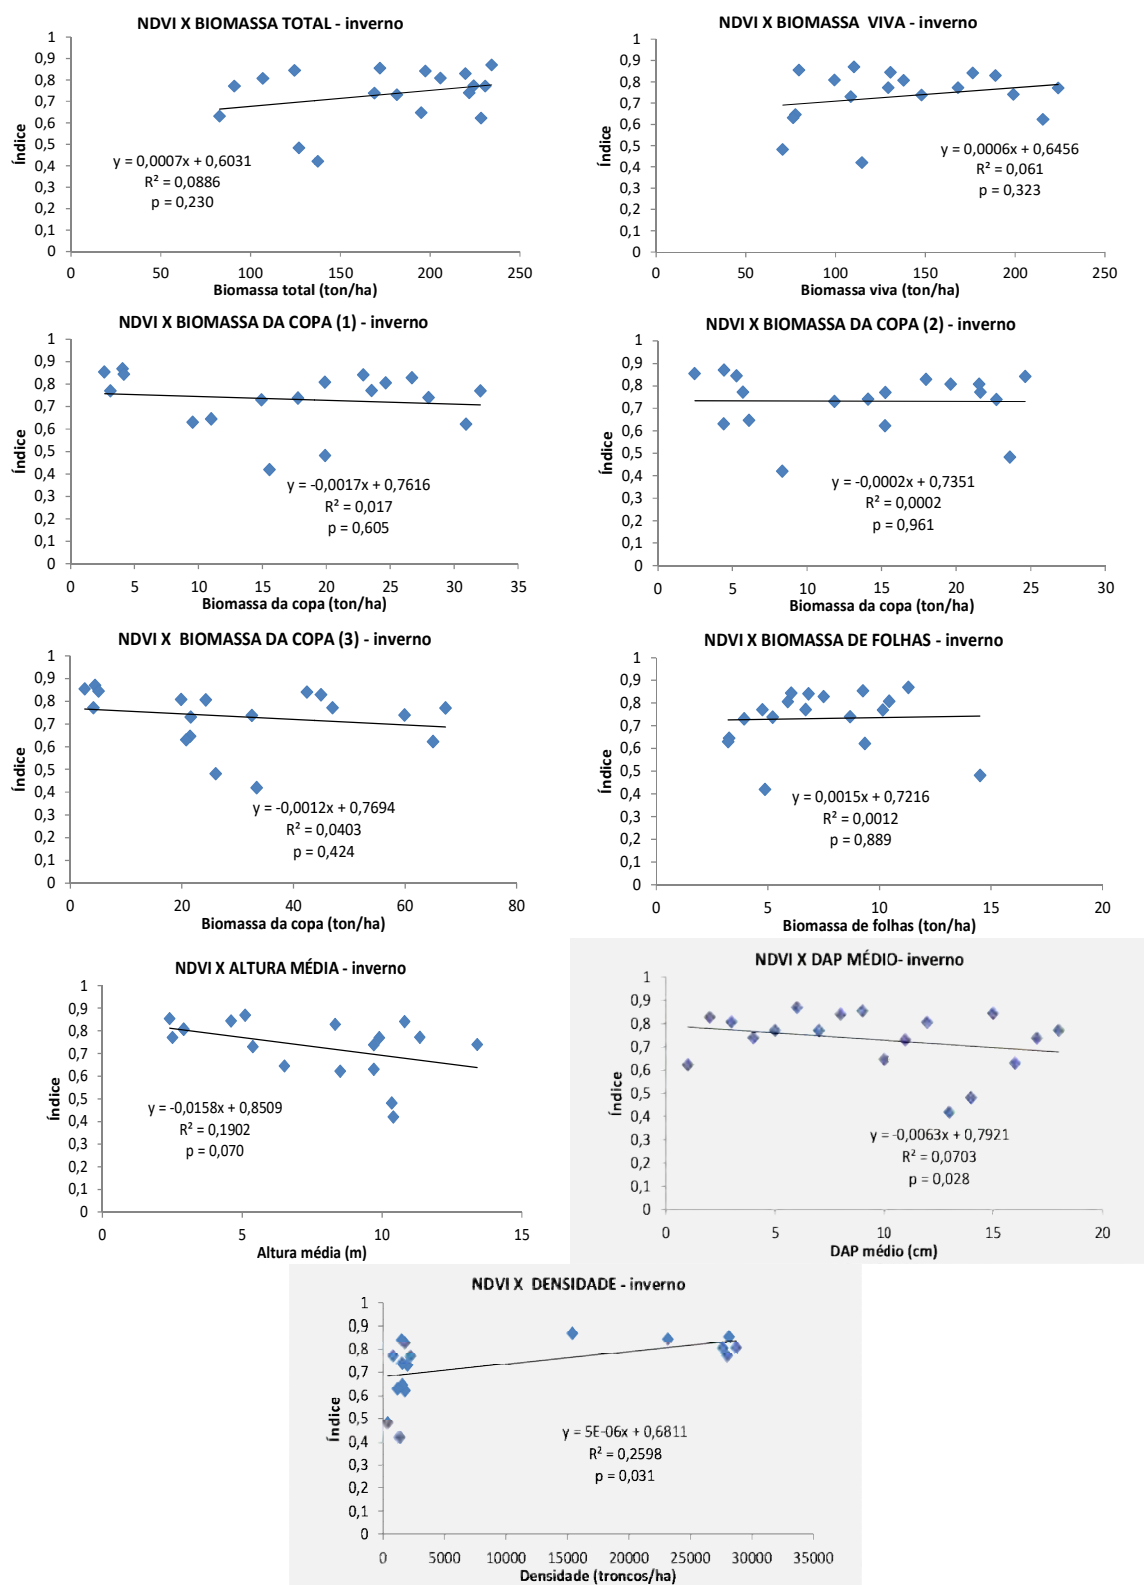 NDVI X BIOMASSA TOTAL - inverno
1
0,9
0,8
0,7
0,6
0,5
0,4
0,3
0,2
0,1
0
Índice
y = 0,0007x + 0,6031
R² = 0,0886
p = 0,230
0 50 100 150 200 250
Biomassa total (ton/ha)
NDVI X BIOMASSA VIVA - inverno
1
0,9
0,8
0,7
0,6
0,5
0,4
0,3
0,2
0,1
0
Índice
y = 0,0006x + 0,6456
R² = 0,061
p = 0,323
0 50 100 150 200 250
Biomassa viva (ton/ha)
NDVI X BIOMASSA DA COPA (1) - inverno
1
0,9
0,8
0,7
0,6
0,5
0,4
0,3
0,2
0,1
0
Índice
y = -0,0017x + 0,7616
R² = 0,017
p = 0,605
0 5 10 15 20 25 30 35
Biomassa da copa (ton/ha)
NDVI X BIOMASSA DA COPA (2) - inverno
1
0,9
0,8
0,7
0,6
0,5
0,4
0,3
0,2
0,1
0
Índice
y = -0,0002x + 0,7351
R² = 0,0002
p = 0,961
0 5 10 15 20 25 30
Biomassa da copa (ton/ha)
NDVI X BIOMASSA DA COPA (3) - inverno
1
0,9
0,8
0,7
0,6
0,5
0,4
0,3
0,2
0,1
0
Índice
y = -0,0012x + 0,7694
R² = 0,0403
p = 0,424
0 20 40 60 80
Biomassa da copa (ton/ha)
NDVI X BIOMASSA DE FOLHAS - inverno
1
0,9
0,8
0,7
0,6
0,5
0,4
0,3
0,2
0,1
0
Índice
y = 0,0015x + 0,7216
R² = 0,0012
p = 0,889
0 5 10 15 20
Biomassa de folhas (ton/ha)
NDVI X ALTURA MÉDIA - inverno
1
0,9
0,8
0,7
0,6
0,5
0,4
0,3
0,2
0,1
0
Índice
y = -0,0158x + 0,8509
R² = 0,1902
p = 0,070
0 5 10 15
Altura média (m)
NDVI X DAP MÉDIO- inverno
1
0,9
0,8
0,7
0,6
0,5
0,4
0,3
0,2
0,1
0
Índice
y = -0,0063x + 0,7921
R² = 0,0703
p = 0,028
0 5 10 15 20
DAP médio (cm)
NDVI X DENSIDADE - inverno
1
0,9
0,8
0,7
0,6
0,5
0,4
0,3
0,2
0,1
0
Índice
y = 5E-06x + 0,6811
R² = 0,2598
p = 0,031
0 5000 10000 15000 20000 25000 30000 35000
Densidade (troncos/ha)